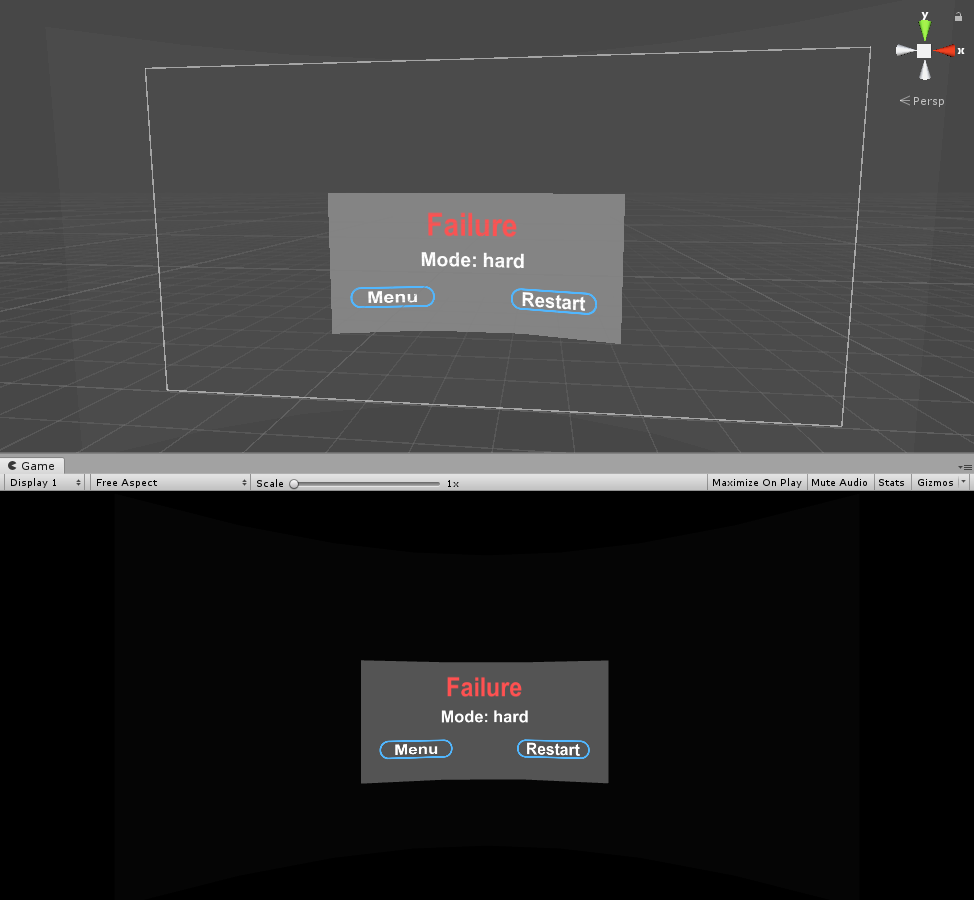 y
x
Persp
Failure
Mode: hard
Menu Restart
Game
Display 1 Free Aspect Scale 1x Maximize On Play Mute Audio Stats Gizmos
Failure
Mode: hard
Menu Restart